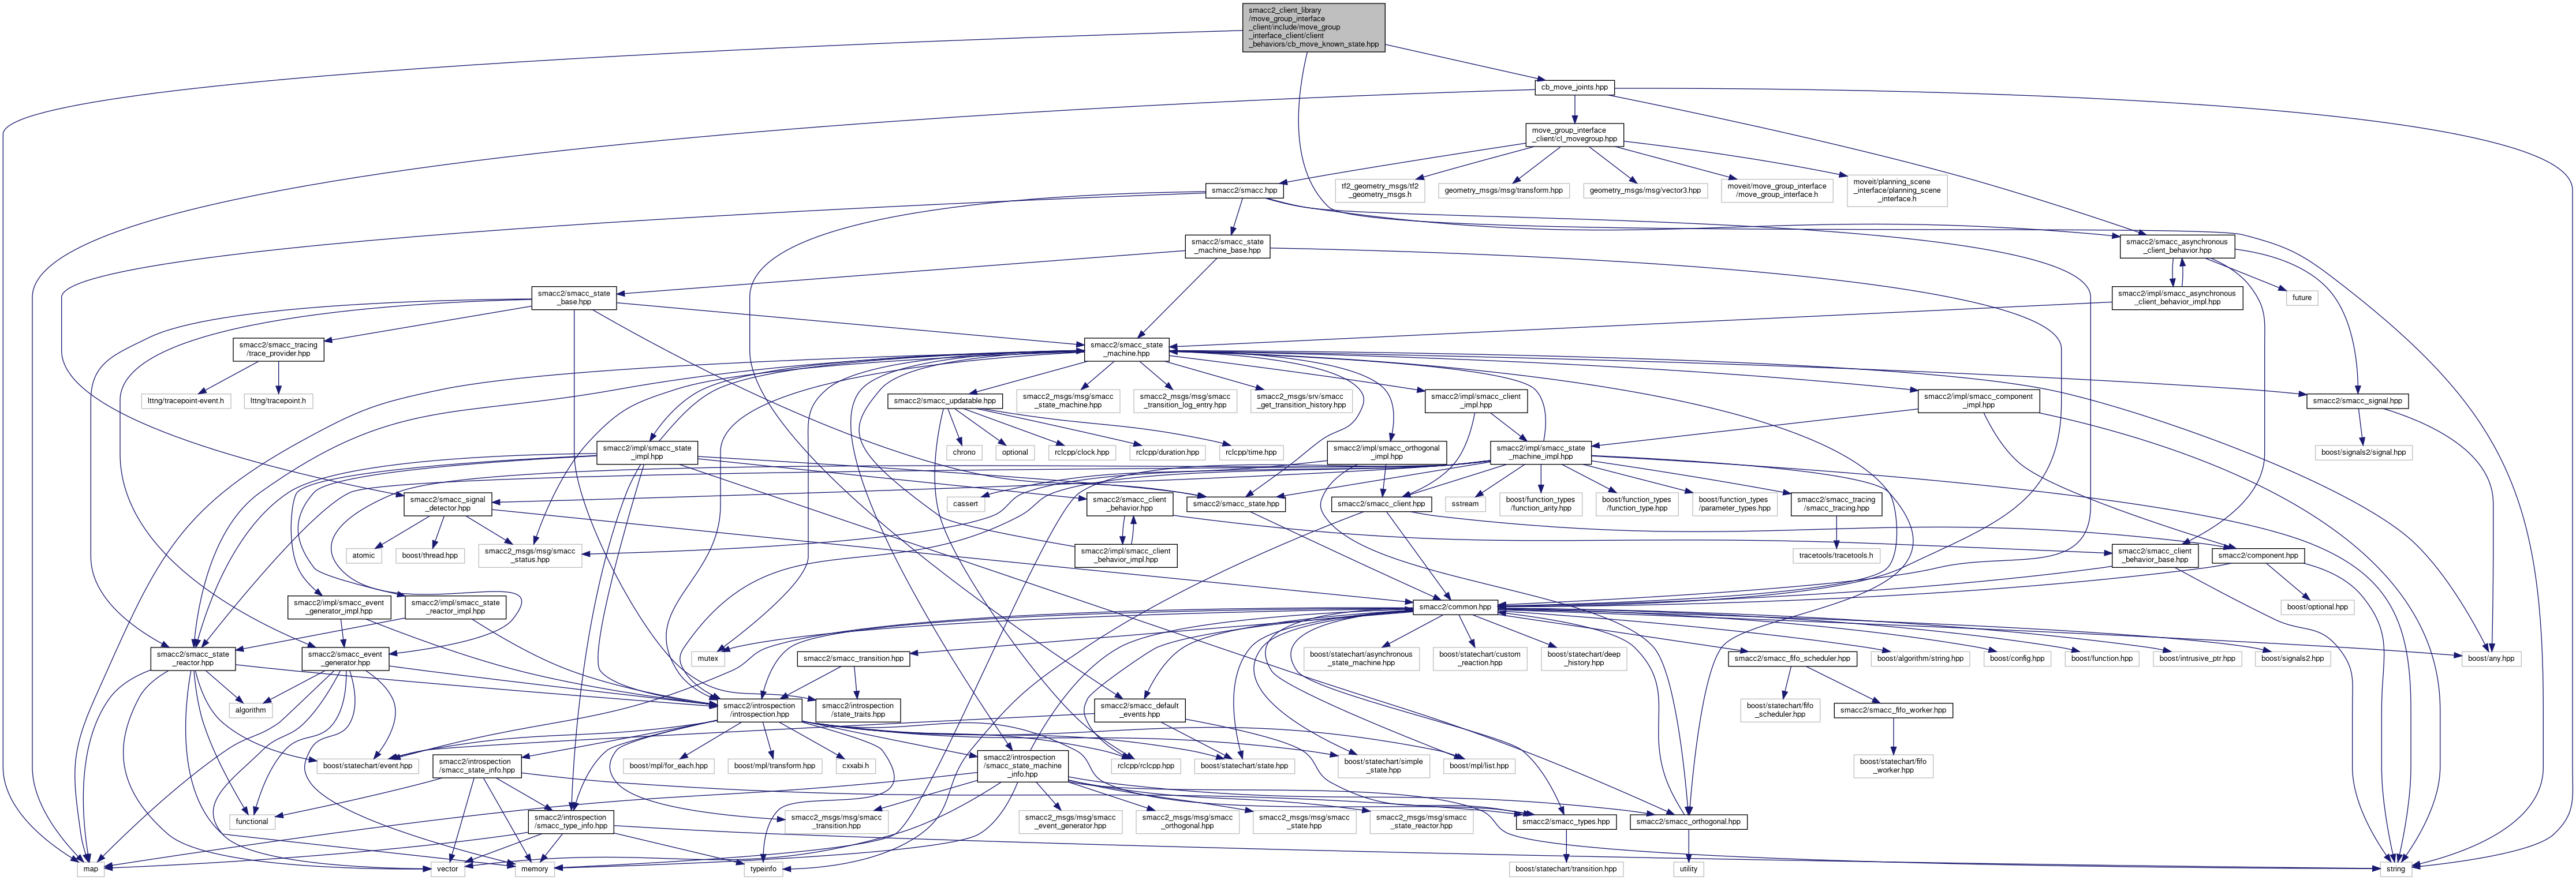 smacc2_client_library
/move_group_interface
_client/include/move_group
_interface_client/client
_behaviors/cb_move_known_state.hpp
cb_move_joints.hpp
move_group_interface
_client/cl_movegroup.hpp
smacc2/smacc.hpp
tf2_geometry_msgs/tf2
_geometry_msgs.h
geometry_msgs/msg/transform.hpp
geometry_msgs/msg/vector3.hpp
moveit/move_group_interface
/move_group_interface.h
moveit/planning_scene
_interface/planning_scene
_interface.h
smacc2/smacc_state
_machine_base.hpp
smacc2/smacc_asynchronous
_client_behavior.hpp
smacc2/smacc_state
_base.hpp
smacc2/impl/smacc_asynchronous
_client_behavior_impl.hpp
future
smacc2/smacc_tracing
/trace_provider.hpp
smacc2/smacc_state
_machine.hpp
lttng/tracepoint-event.h
lttng/tracepoint.h
smacc2/smacc_updatable.hpp
smacc2_msgs/msg/smacc
_state_machine.hpp
smacc2_msgs/msg/smacc
_transition_log_entry.hpp
smacc2_msgs/srv/smacc
_get_transition_history.hpp
smacc2/impl/smacc_client
_impl.hpp
smacc2/impl/smacc_component
_impl.hpp
smacc2/smacc_signal.hpp
smacc2/impl/smacc_state
_impl.hpp
chrono
optional
rclcpp/clock.hpp
rclcpp/duration.hpp
rclcpp/time.hpp
smacc2/impl/smacc_orthogonal
_impl.hpp
smacc2/impl/smacc_state
_machine_impl.hpp
boost/signals2/signal.hpp
smacc2/smacc_signal
_detector.hpp
cassert
smacc2/smacc_client
_behavior.hpp
smacc2/smacc_state.hpp
smacc2/smacc_client.hpp
sstream
boost/function_types
/function_arity.hpp
boost/function_types
/function_type.hpp
boost/function_types
/parameter_types.hpp
smacc2/smacc_tracing
/smacc_tracing.hpp
atomic
boost/thread.hpp
smacc2_msgs/msg/smacc
_status.hpp
smacc2/impl/smacc_client
_behavior_impl.hpp
tracetools/tracetools.h
smacc2/smacc_client
_behavior_base.hpp
smacc2/component.hpp
smacc2/impl/smacc_event
_generator_impl.hpp
smacc2/impl/smacc_state
_reactor_impl.hpp
smacc2/common.hpp
boost/optional.hpp
smacc2/smacc_state
_reactor.hpp
smacc2/smacc_event
_generator.hpp
mutex
smacc2/smacc_transition.hpp
boost/statechart/asynchronous
_state_machine.hpp
boost/statechart/custom
_reaction.hpp
boost/statechart/deep
_history.hpp
smacc2/smacc_fifo_scheduler.hpp
boost/algorithm/string.hpp
boost/config.hpp
boost/function.hpp
boost/intrusive_ptr.hpp
boost/signals2.hpp
boost/any.hpp
algorithm
smacc2/introspection
/introspection.hpp
smacc2/introspection
/state_traits.hpp
smacc2/smacc_default
_events.hpp
boost/statechart/fifo
_scheduler.hpp
smacc2/smacc_fifo_worker.hpp
boost/statechart/event.hpp
smacc2/introspection
/smacc_state_info.hpp
boost/mpl/for_each.hpp
boost/mpl/transform.hpp
cxxabi.h
smacc2/introspection
/smacc_state_machine
_info.hpp
rclcpp/rclcpp.hpp
boost/statechart/state.hpp
boost/statechart/simple
_state.hpp
boost/mpl/list.hpp
boost/statechart/fifo
_worker.hpp
functional
smacc2/introspection
/smacc_type_info.hpp
smacc2_msgs/msg/smacc
_transition.hpp
smacc2_msgs/msg/smacc
_event_generator.hpp
smacc2_msgs/msg/smacc
_orthogonal.hpp
smacc2_msgs/msg/smacc
_state.hpp
smacc2_msgs/msg/smacc
_state_reactor.hpp
smacc2/smacc_types.hpp
smacc2/smacc_orthogonal.hpp
map
vector
memory
typeinfo
boost/statechart/transition.hpp
utility
string